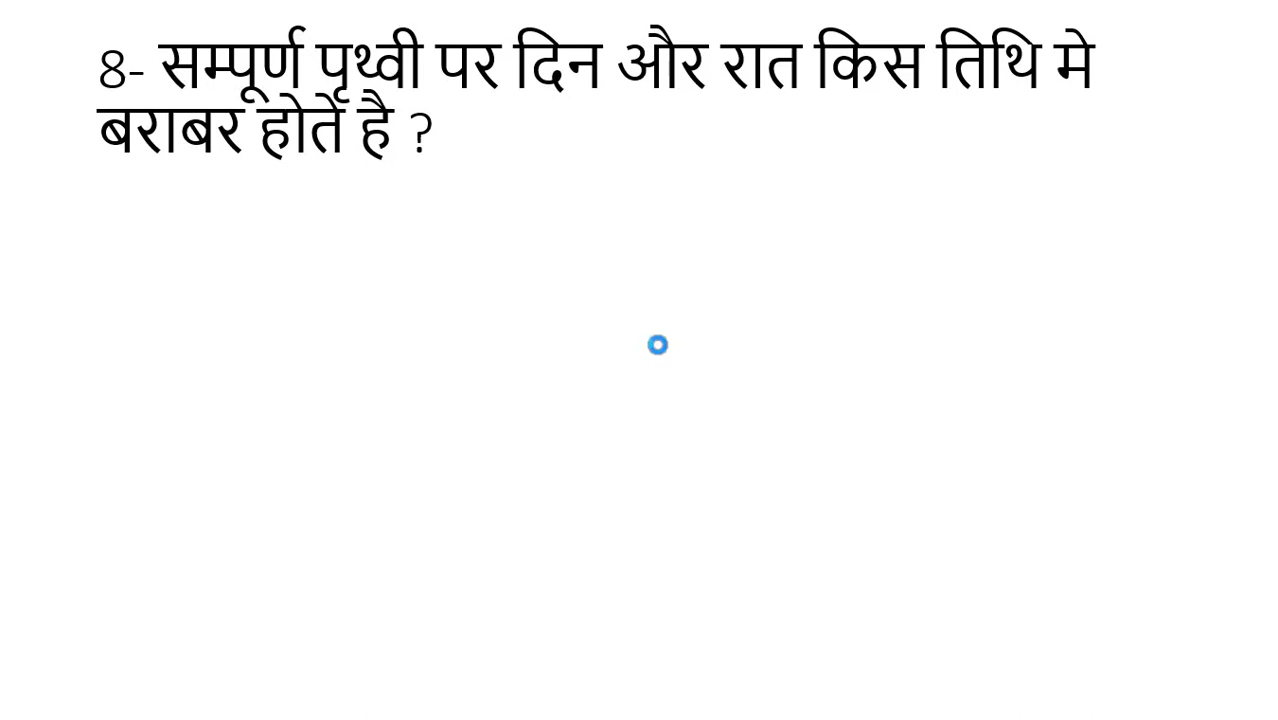 8- सम्पूर्ण पृथ्वी पर दिन और रात किस तिथि मे
बराबर होते है ?